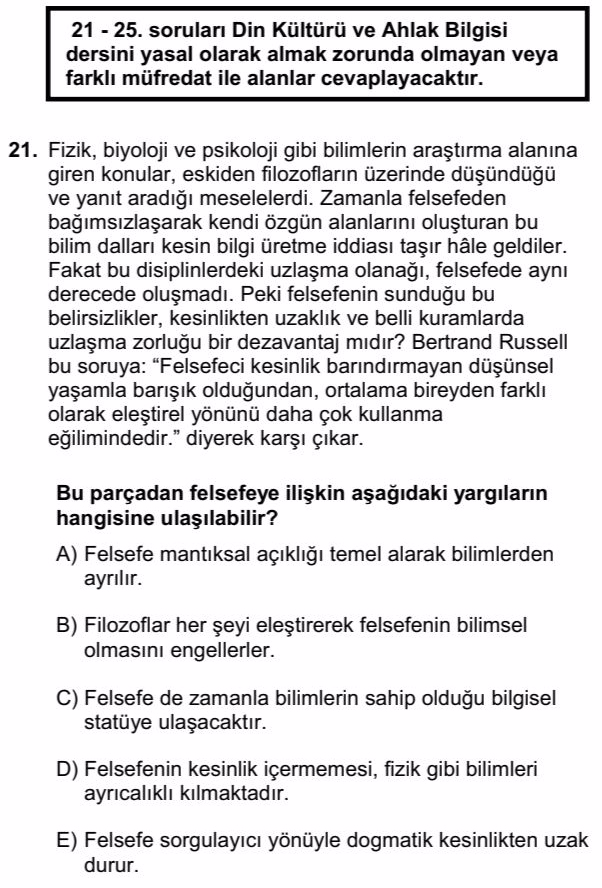 21 - 25. soruları Din Kültürü ve Ahlak Bilgisi
dersini yasal olarak almak zorunda olmayan veya
farklı müfredat ile alanlar cevaplayacaktır.
21. Fizik, biyoloji ve psikoloji gibi bilimlerin araştırma alanına
giren konular, eskiden filozofların üzerinde düşündüğü
ve yanıt aradığı meselelerdi. Zamanla felsefeden
bağımsızlaşarak kendi özgün alanlarını oluşturan bu
bilim dalları kesin bilgi üretme iddiası taşır hâle geldiler.
Fakat bu disiplinlerdeki uzlaşma olanağı, felsefede aynı
derecede oluşmadı. Peki felsefenin sunduğu bu
belirsizlikler, kesinlikten uzaklık ve belli kuramlarda
uzlaşma zorluğu bir dezavantaj mıdır? Bertrand Russell
bu soruya: “Felsefeci kesinlik barındırmayan düşünsel
yaşamla barışık olduğundan, ortalama bireyden farklı
olarak eleştirel yönünü daha çok kullanma
eğilimindedir.” diyerek karşı çıkar.
Bu parçadan felsefeye ilişkin aşağıdaki yargıların
hangisine ulaşılabilir?
A) Felsefe mantıksal açıklığı temel alarak bilimlerden
ayrılır.
B) Filozoflar her şeyi eleştirerek felsefenin bilimsel
olmasını engellerler.
C) Felsefe de zamanla bilimlerin sahip olduğu bilgisel
statüye ulaşacaktır.
D) Felsefenin kesinlik içermemesi, fizik gibi bilimleri
ayrıcalıklı kılmaktadır.
E) Felsefe sorgulayıcı yönüyle dogmatik kesinlikten uzak
durur.